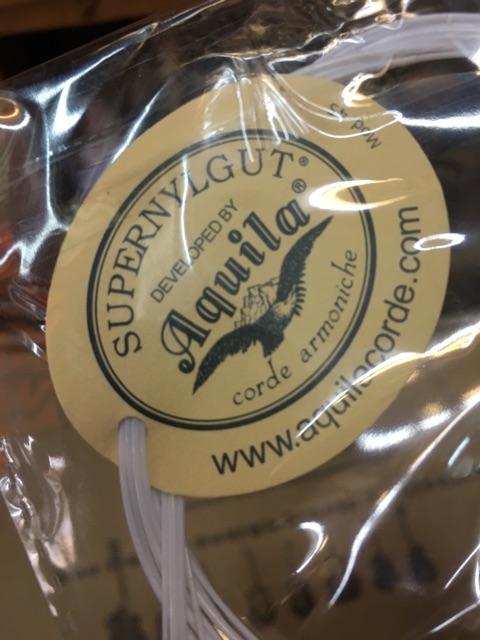 SUPERNYLGUT®
DEVELOPED BY
Aquila®
corde armoniche
www.aquilacorde.com